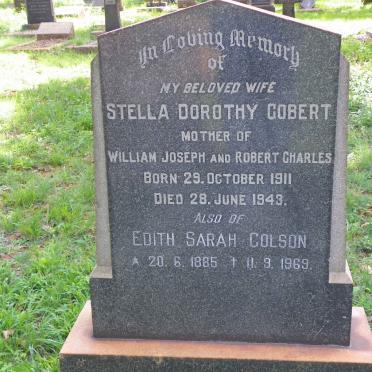 In Loving Memory
of
MY BELOVED WIFE
STELLA DOROTHY GOBERT
MOTHER OF
WILLIAM JOSEPH AND ROBERT CHARLES
BORN 29. OCTOBER 1911
DIED 28. JUNE 1943.
ALSO OF
EDITH SARAH COLSON
* 20. 6. 1885 † 11. 9. 1969.